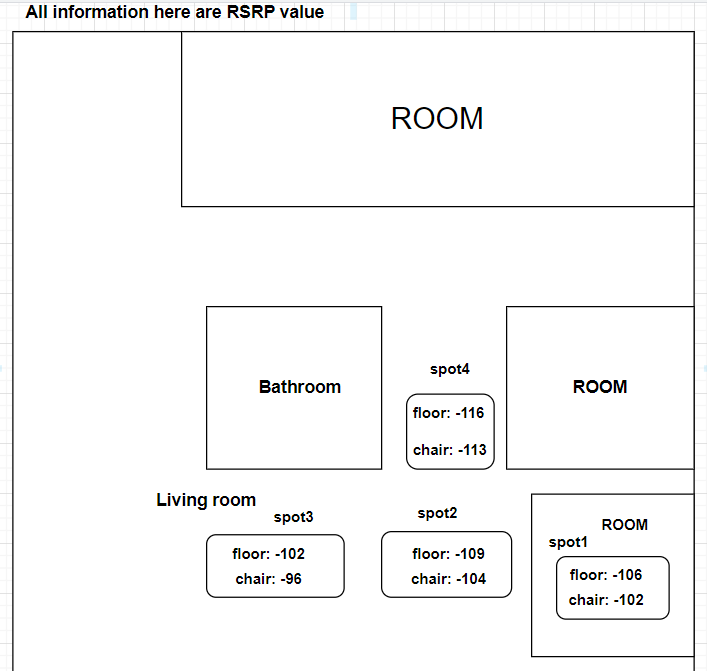 All information here are RSRP value
ROOM
Bathroom
spot4
floor: -116
chair: -113
ROOM
Living room
spot3
floor: -102
chair: -96
spot2
floor: -109
chair: -104
ROOM
spot1
floor: -106
chair: -102